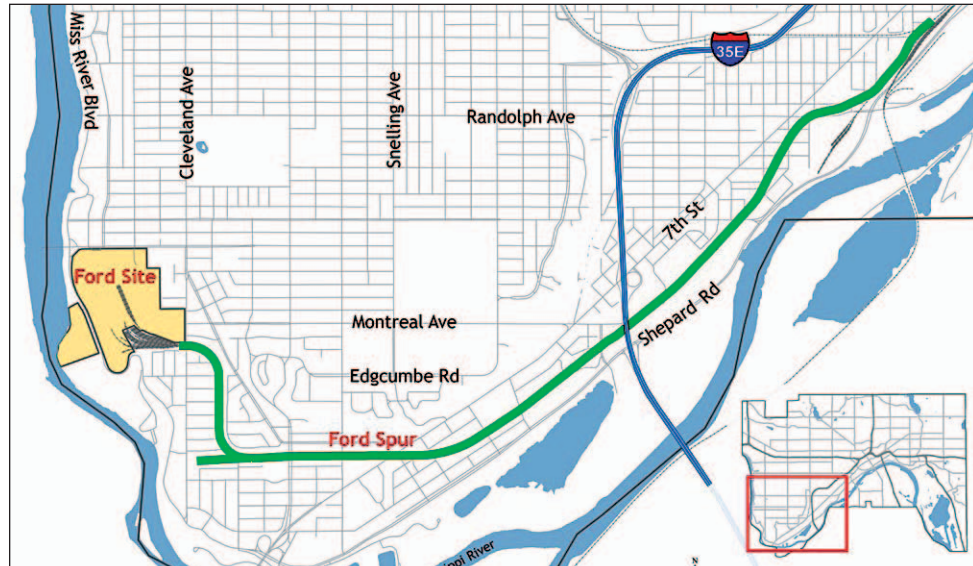 Miss River Blvd
Cleveland Ave
Snelling Ave
Randolph Ave
35E
7th St
Ford Site
Shepard Rd
Montreal Ave
Edgcumbe Rd
Ford Spur
River
N